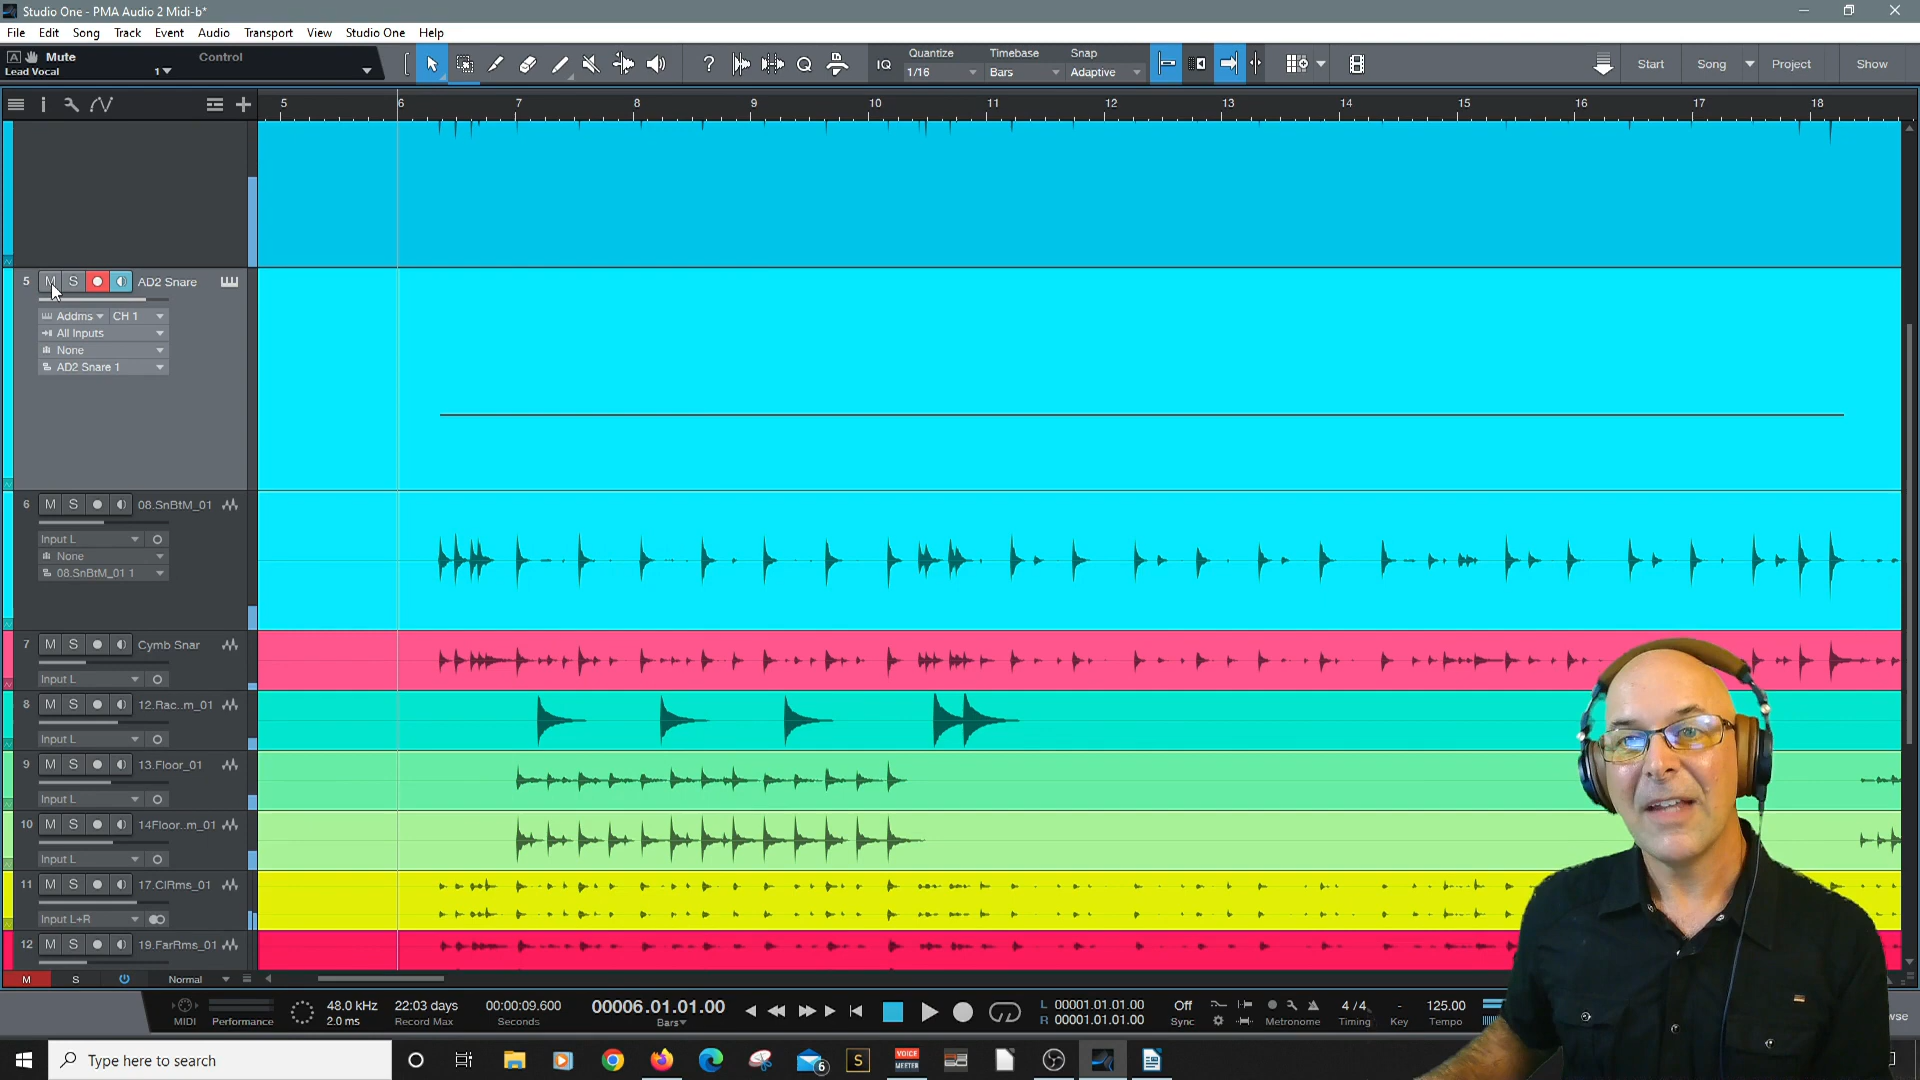 Studio One - PMA Audio 2 Midi-b*
File Edit Song Track Event Audio Transport View Studio One Help
A Mute Control
Lead Vocal 1
IQ
Quantize Timebase Snap
1/16 Bars Adaptive
Start Song Project Show
5 6 7 8 9 10 11 12 13 14 15 16 17 18
5 M S AD2 Snare
Addms CH 1
All Inputs
None
AD2 Snare 1
6 M S 08.SnBtM_01
Input L
None
08.SnBtM_01 1
7 M S Cymb Snar
Input L
8 M S 12.Rac..m_01
Input L
9 M S 13.Floor_01
Input L
10 M S 14Floor..m_01
Input L
11 M S 17.ClRms_01
Input L+R
12 M S 19.FarRms_01
M S Normal
MIDI Performance
48.0 kHz
2.0 ms
22:03 days
Record Max
00:00:09.600
Seconds
00006.01.01.00
Bars
L 00001.01.01.00
R 00001.01.01.00
Off
Sync
Metronome
4 / 4
Timing
-
Key
125.00
Tempo
wse
Type here to search
6
S
VOICE
MEETER